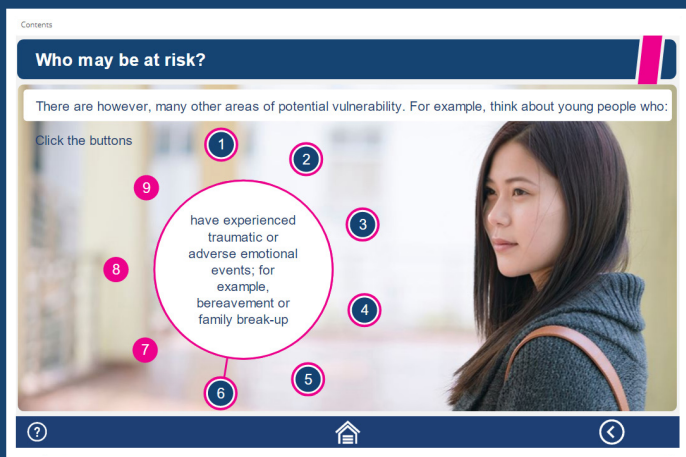 Contents
Who may be at risk?
There are however, many other areas of potential vulnerability. For example, think about young people who:
Click the buttons
1
2
3
4
5
6
7
8
9
have experienced
traumatic or
adverse emotional
events; for
example,
bereavement or
family break-up
?